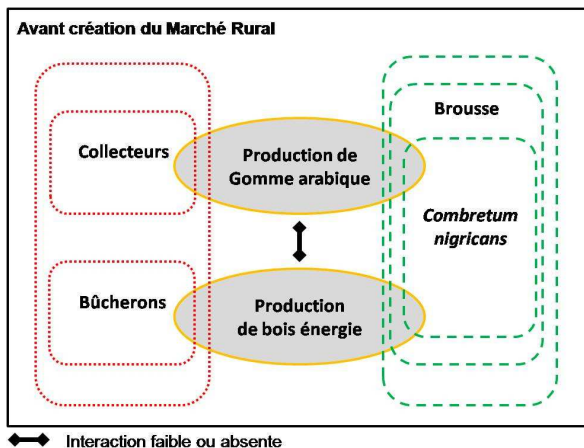 Avant création du Marché Rural
Collecteurs
Production de
Gomme arabique
Brousse
Combretum
nigricans
Bûcherons
Production
de bois énergie
Interaction faible ou absente